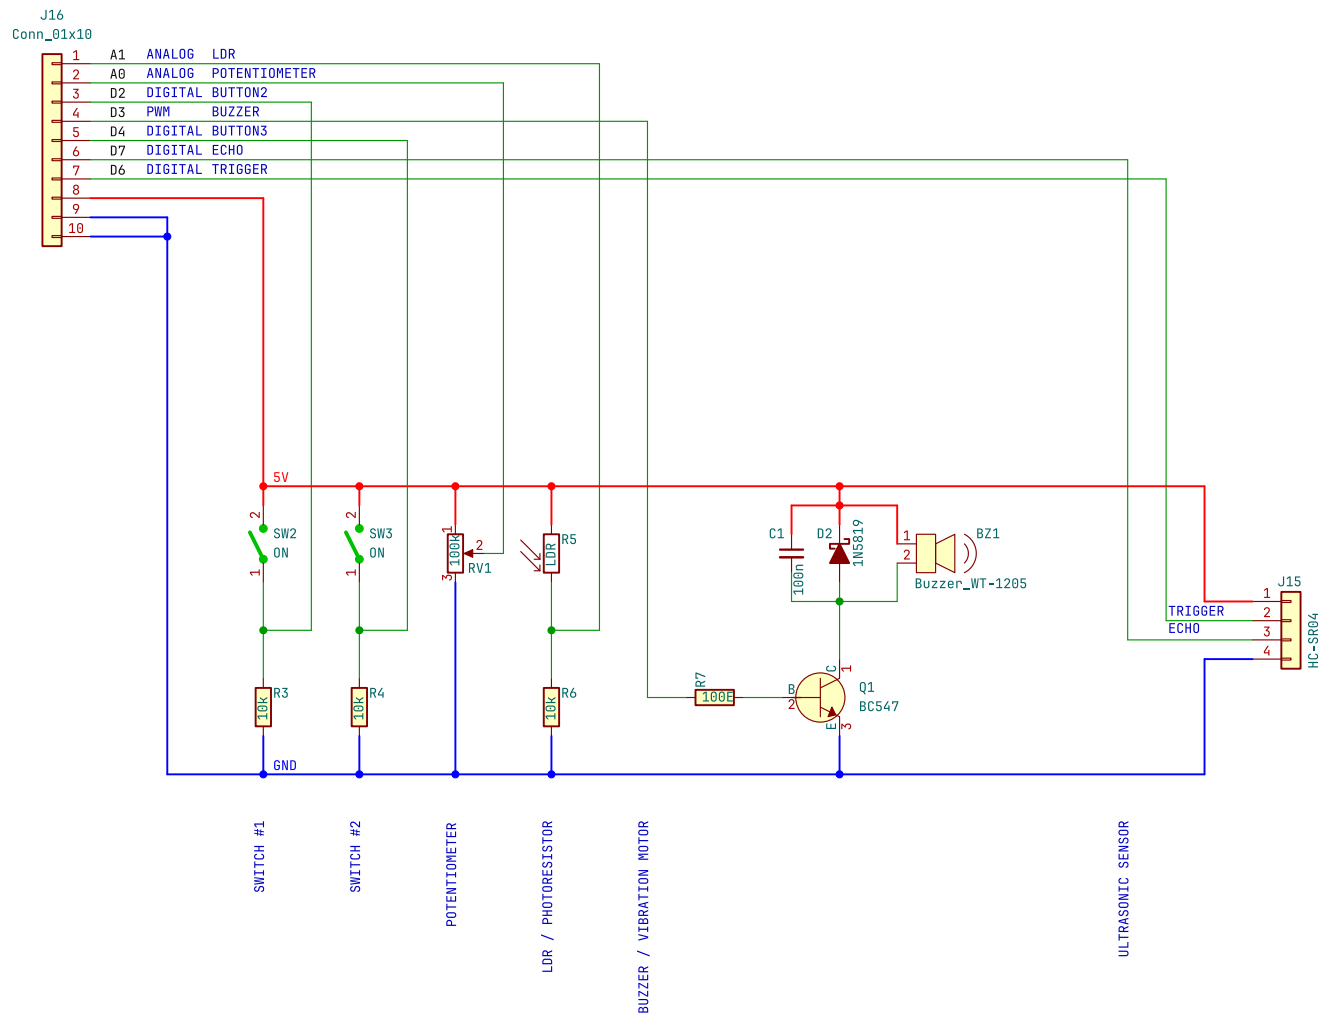 J16
Conn_01x10
1 A1 ANALOG LDR
2 A0 ANALOG POTENTIOMETER
3 D2 DIGITAL BUTTON2
4 D3 PWM BUZZER
5 D4 DIGITAL BUTTON3
6 D7 DIGITAL ECHO
7 D6 DIGITAL TRIGGER
8
9
10
5V
2
SW2
ON
1
2
SW3
ON
1
1
100k
2
RV1
3
R5
LDR
C1
100n
D2
1N5819
BZ1
1
2
Buzzer_WT-1205
J15
1
TRIGGER 2
ECHO 3
4
HC-SR04
R3
10k
R4
10k
R6
10k
R7
100E
B
2
C
1
E
3
Q1
BC547
GND
SWITCH #1
SWITCH #2
POTENTIOMETER
LDR / PHOTORESISTOR
BUZZER / VIBRATION MOTOR
ULTRASONIC SENSOR